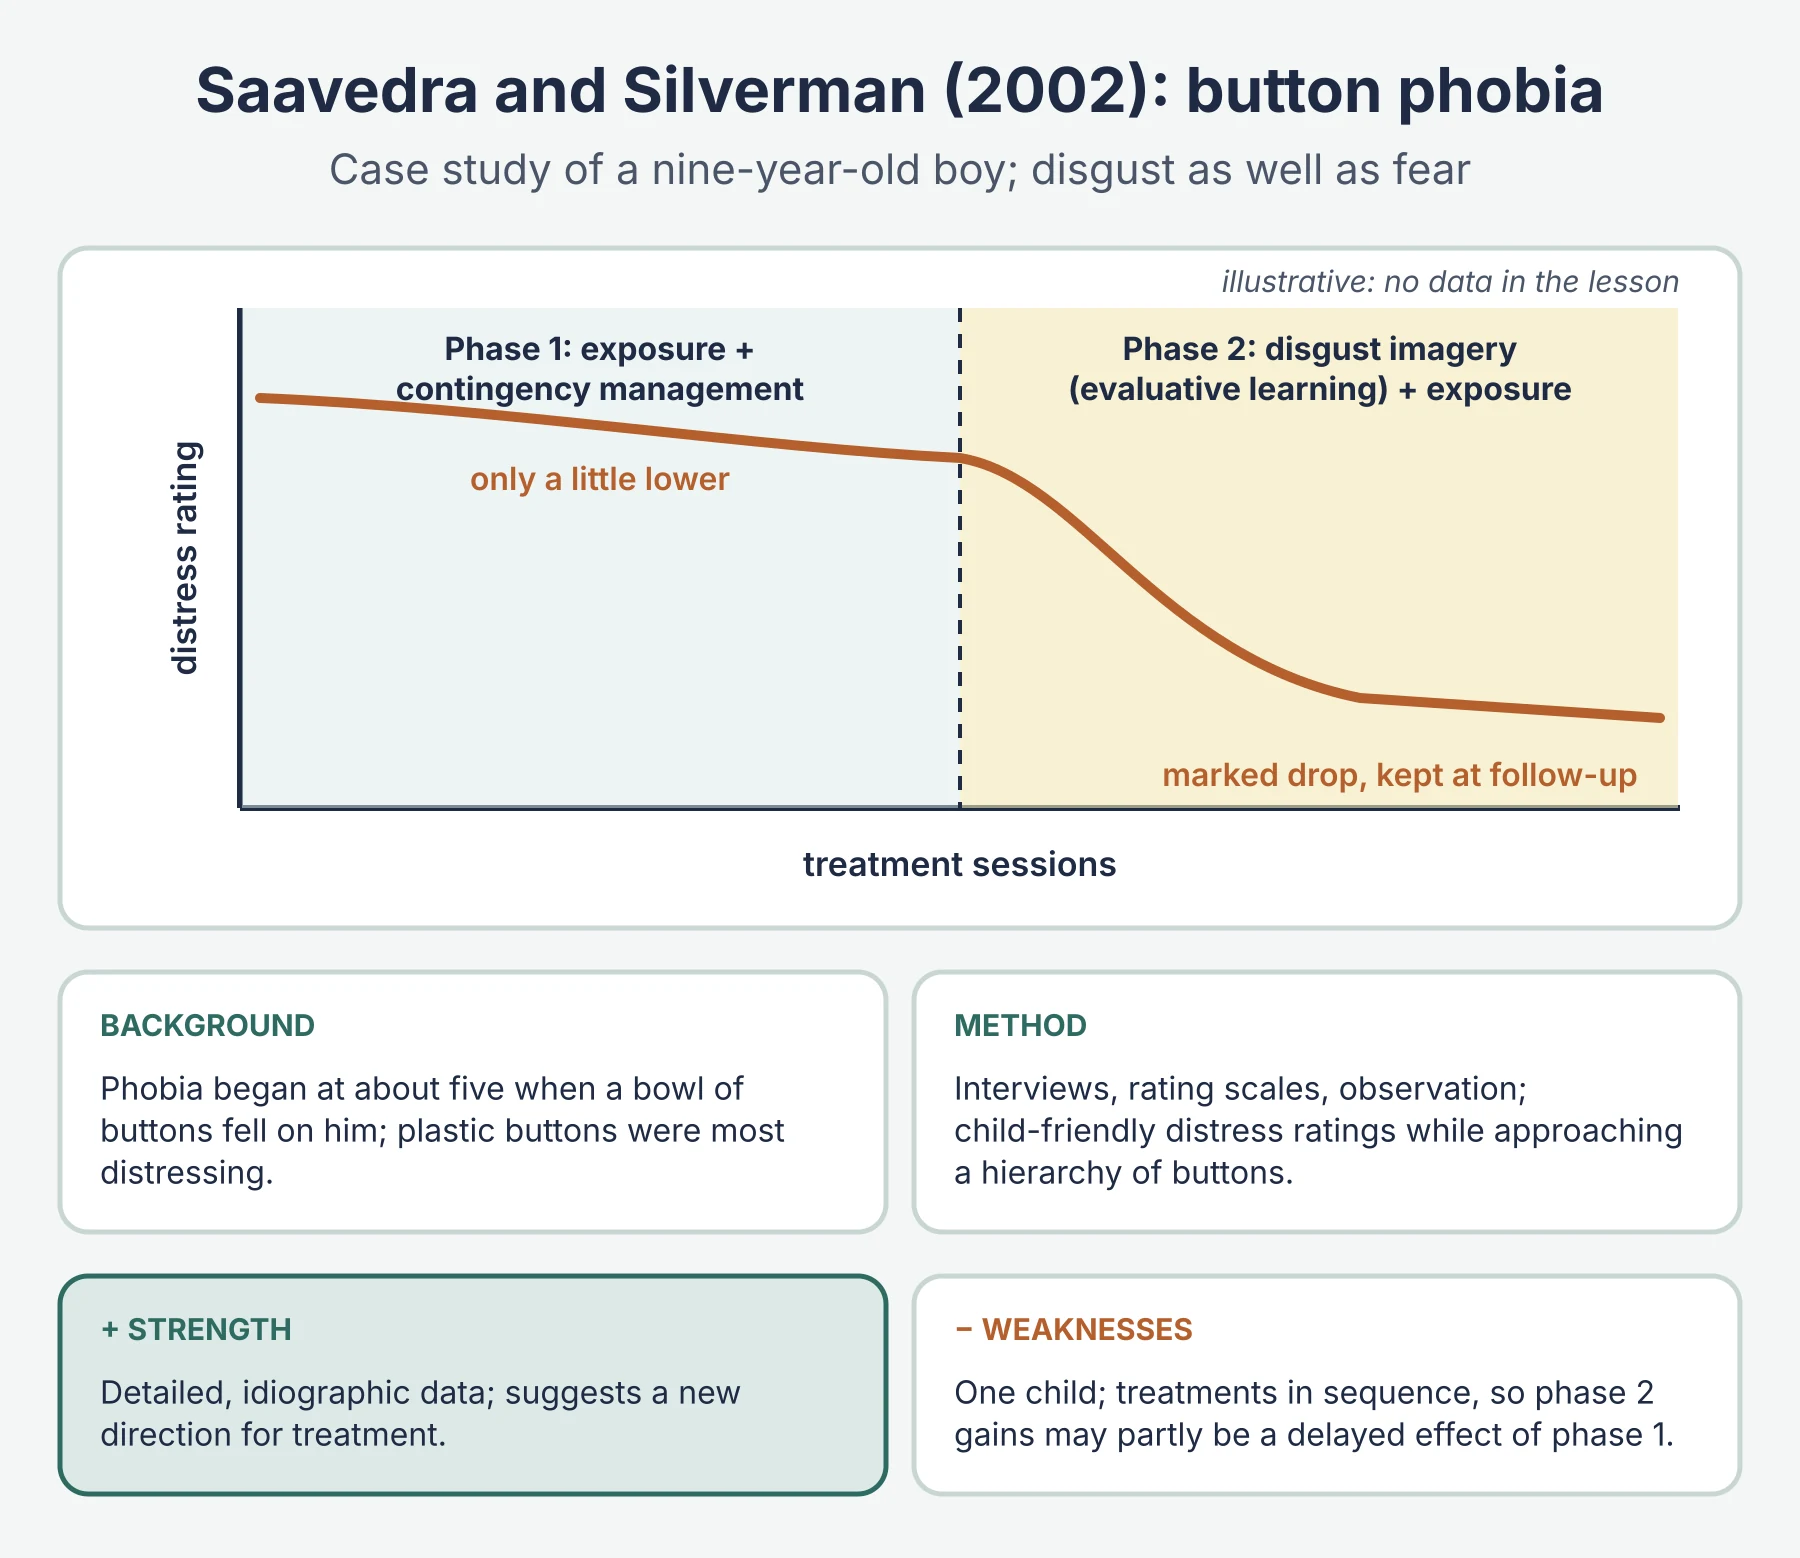 Saavedra and Silverman (2002): button phobia
Case study of a nine-year-old boy; disgust as well as fear
illustrative: no data in the lesson
Phase 1: exposure +
contingency management
Phase 2: disgust imagery
(evaluative learning) + exposure
only a little lower
distress rating
marked drop, kept at follow-up
treatment sessions
BACKGROUND
Phobia began at about five when a bowl of
buttons fell on him; plastic buttons were most
distressing.
METHOD
Interviews, rating scales, observation;
child-friendly distress ratings while approaching
a hierarchy of buttons.
+ STRENGTH
Detailed, idiographic data; suggests a new
direction for treatment.
− WEAKNESSES
One child; treatments in sequence, so phase 2
gains may partly be a delayed effect of phase 1.